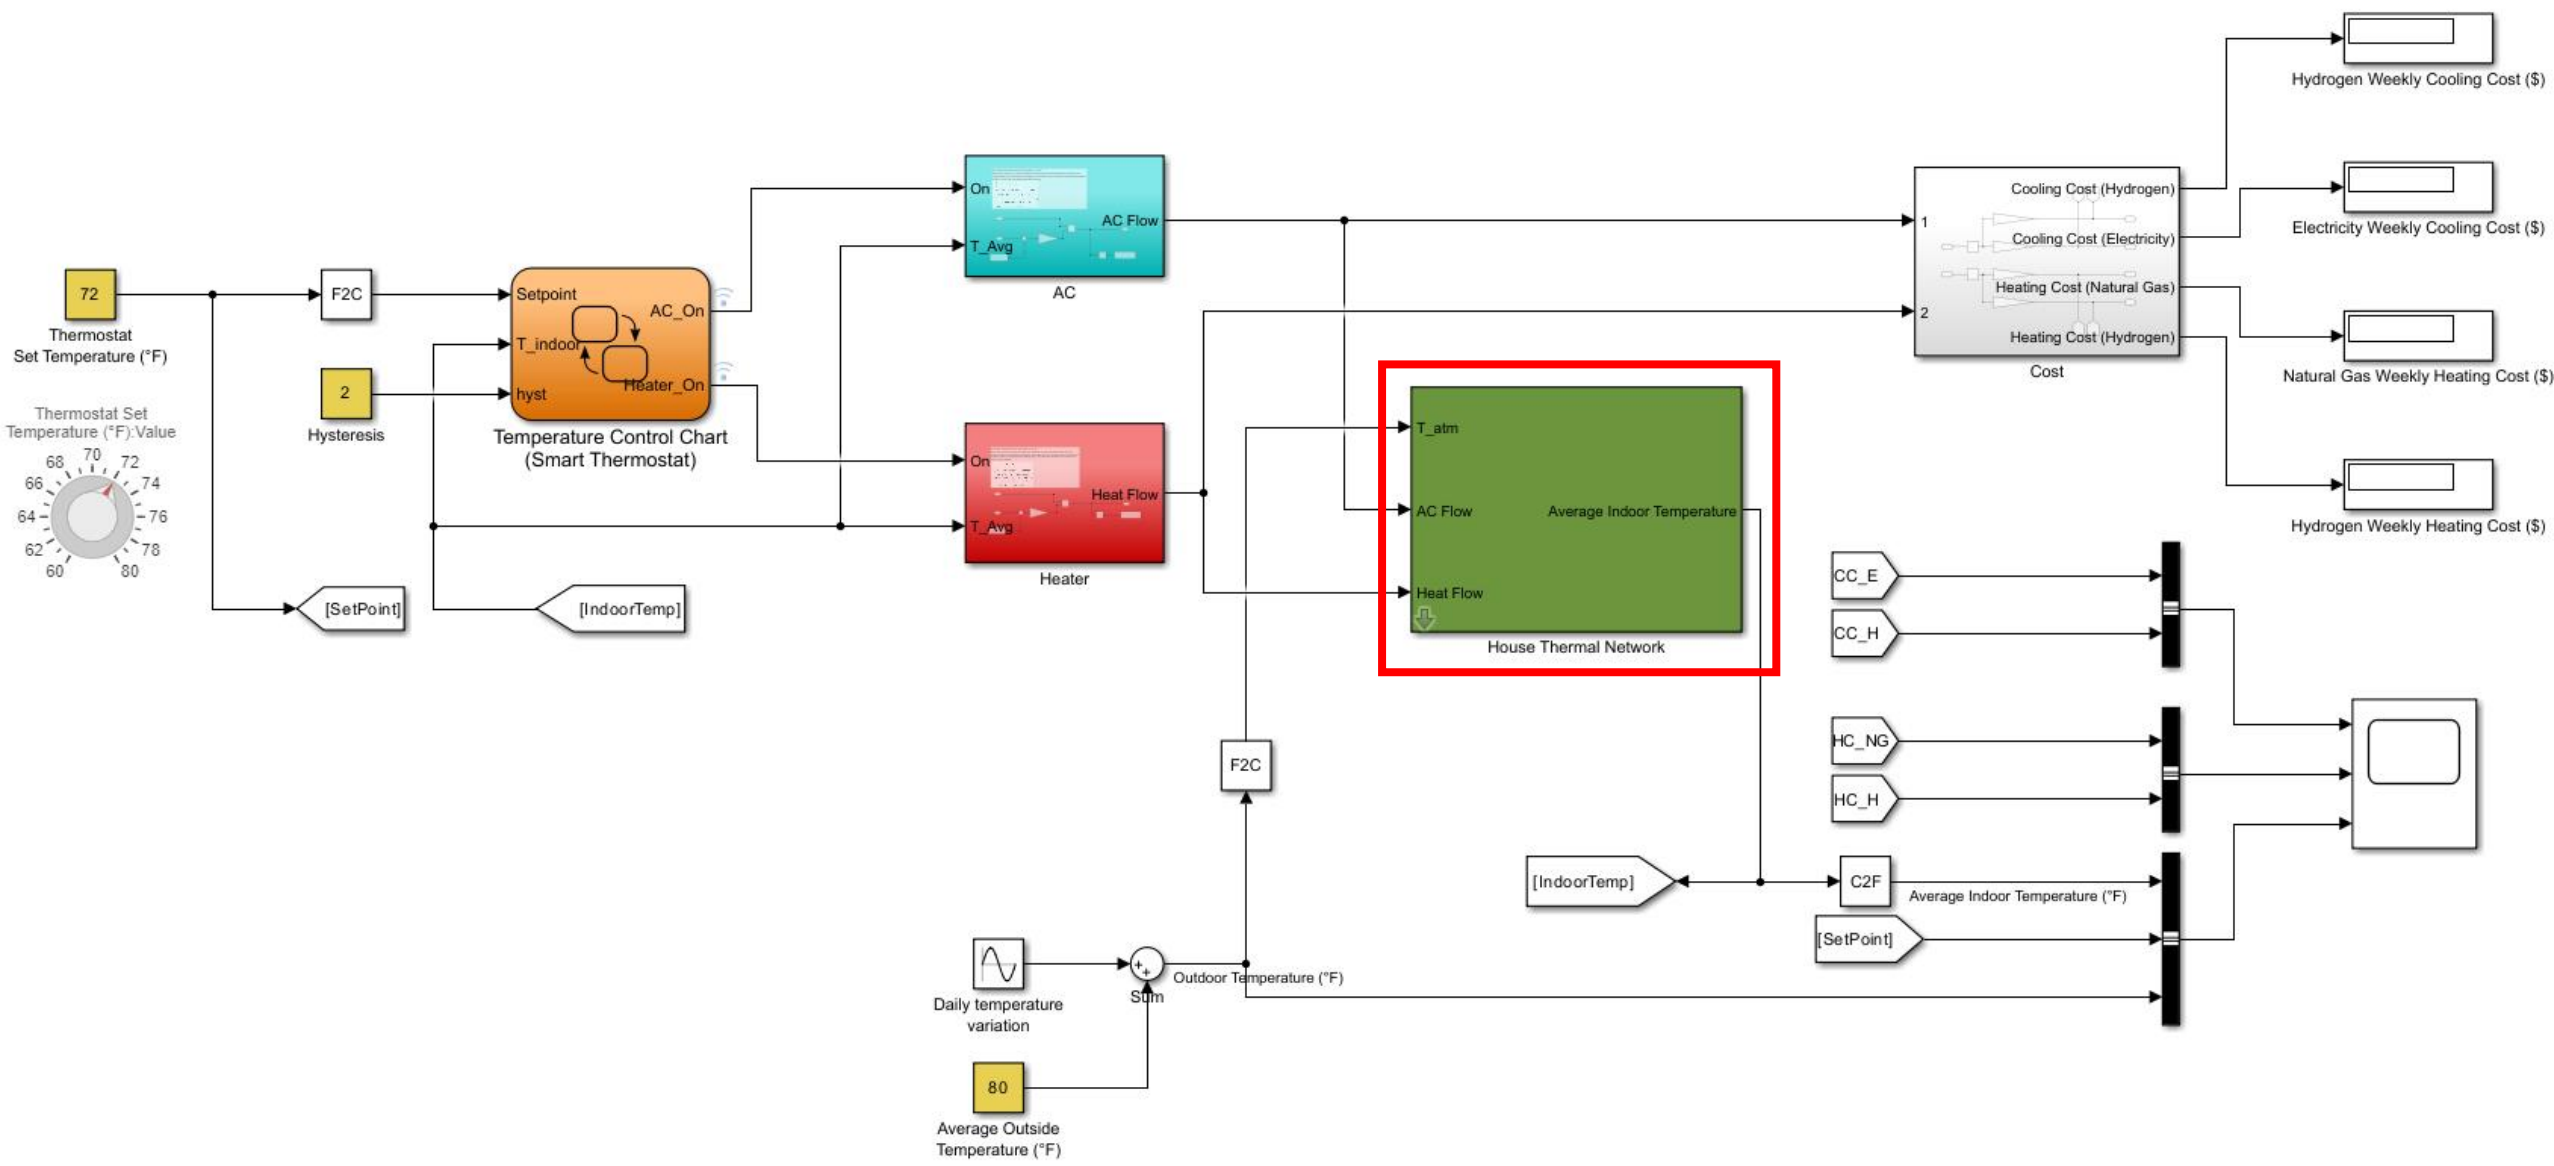 Hydrogen Weekly Cooling Cost ($)
On
AC Flow
T_Avg
AC
Cooling Cost (Hydrogen)
1
Cooling Cost (Electricity)
Heating Cost (Natural Gas)
2
Heating Cost (Hydrogen)
Cost
Electricity Weekly Cooling Cost ($)
Natural Gas Weekly Heating Cost ($)
Hydrogen Weekly Heating Cost ($)
72
Thermostat
Set Temperature (°F)
F2C
2
Hysteresis
Setpoint
AC_On
T_indoor
Heater_On
hyst
Temperature Control Chart
(Smart Thermostat)
Thermostat Set
Temperature (°F):Value
60
62
64
66
68
70
72
74
76
78
80
[SetPoint]
[IndoorTemp]
On
Heat Flow
T_Avg
Heater
T_atm
AC Flow
Average Indoor Temperature
Heat Flow
House Thermal Network
CC_E
CC_H
HC_NG
HC_H
F2C
[IndoorTemp]
C2F
Average Indoor Temperature (°F)
[SetPoint]
Daily temperature
variation
Sum
Outdoor Temperature (°F)
80
Average Outside
Temperature (°F)